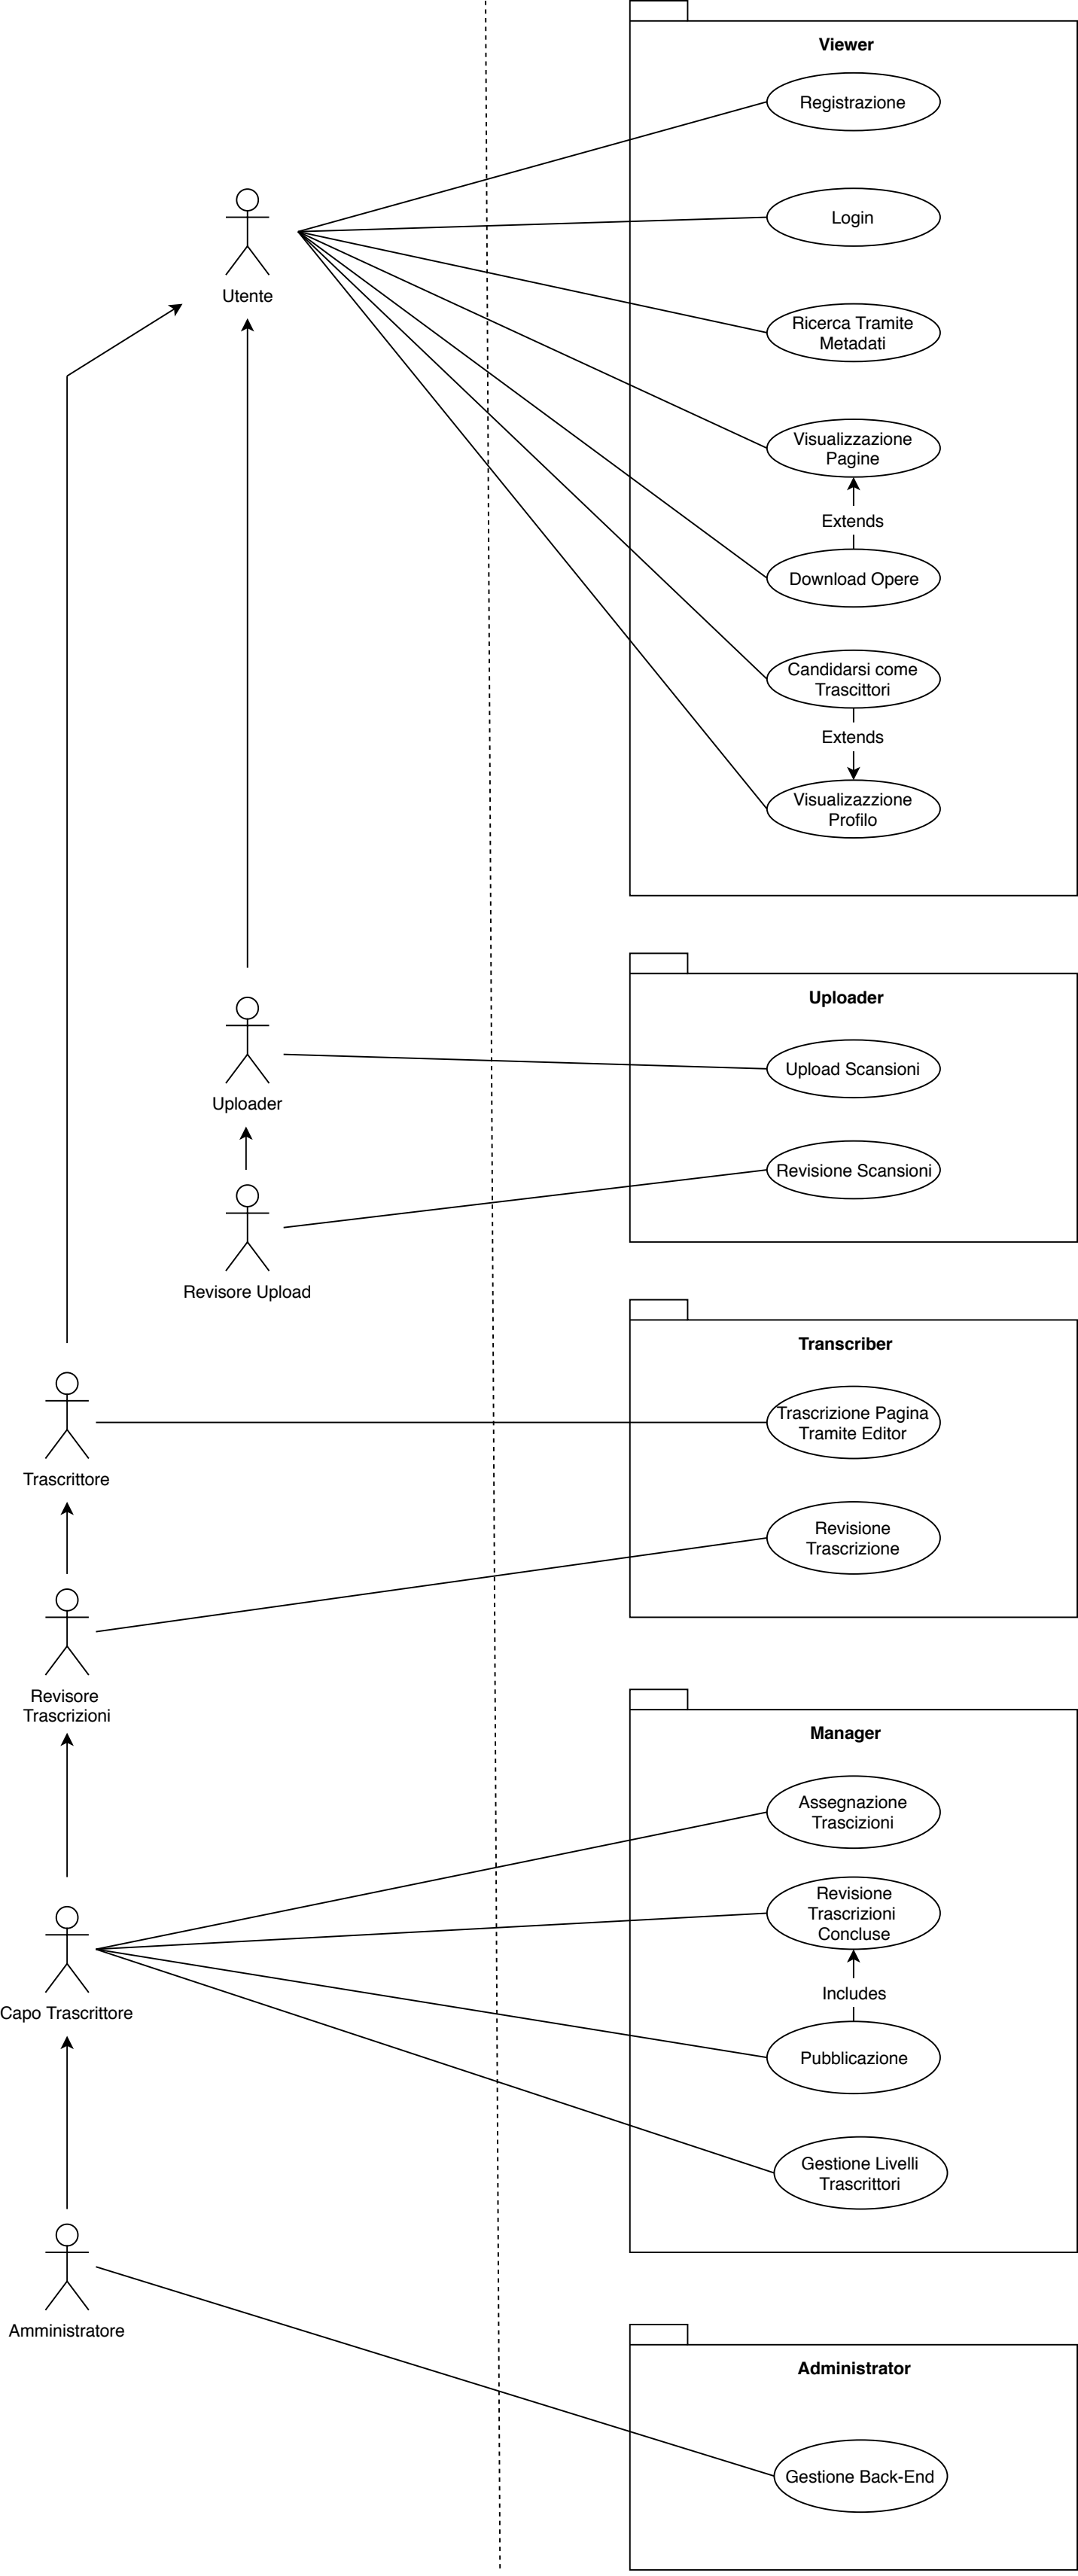 Viewer
Registrazione
Login
Utente
Ricerca Tramite
Metadati
Visualizzazione
Pagine
Extends
Download Opere
Candidarsi come
Trascittori
Extends
Visualizazzione
Profilo
Uploader
Upload Scansioni
Uploader
Revisione Scansioni
Revisore Upload
Transcriber
Trascrizione Pagina
Tramite Editor
Trascrittore
Revisione
Trascrizione
Revisore
Trascrizioni
Manager
Assegnazione
Trascizioni
Revisione
Trascrizioni
Concluse
Includes
Capo Trascrittore
Pubblicazione
Gestione Livelli
Trascrittori
Amministratore
Administrator
Gestione Back-End